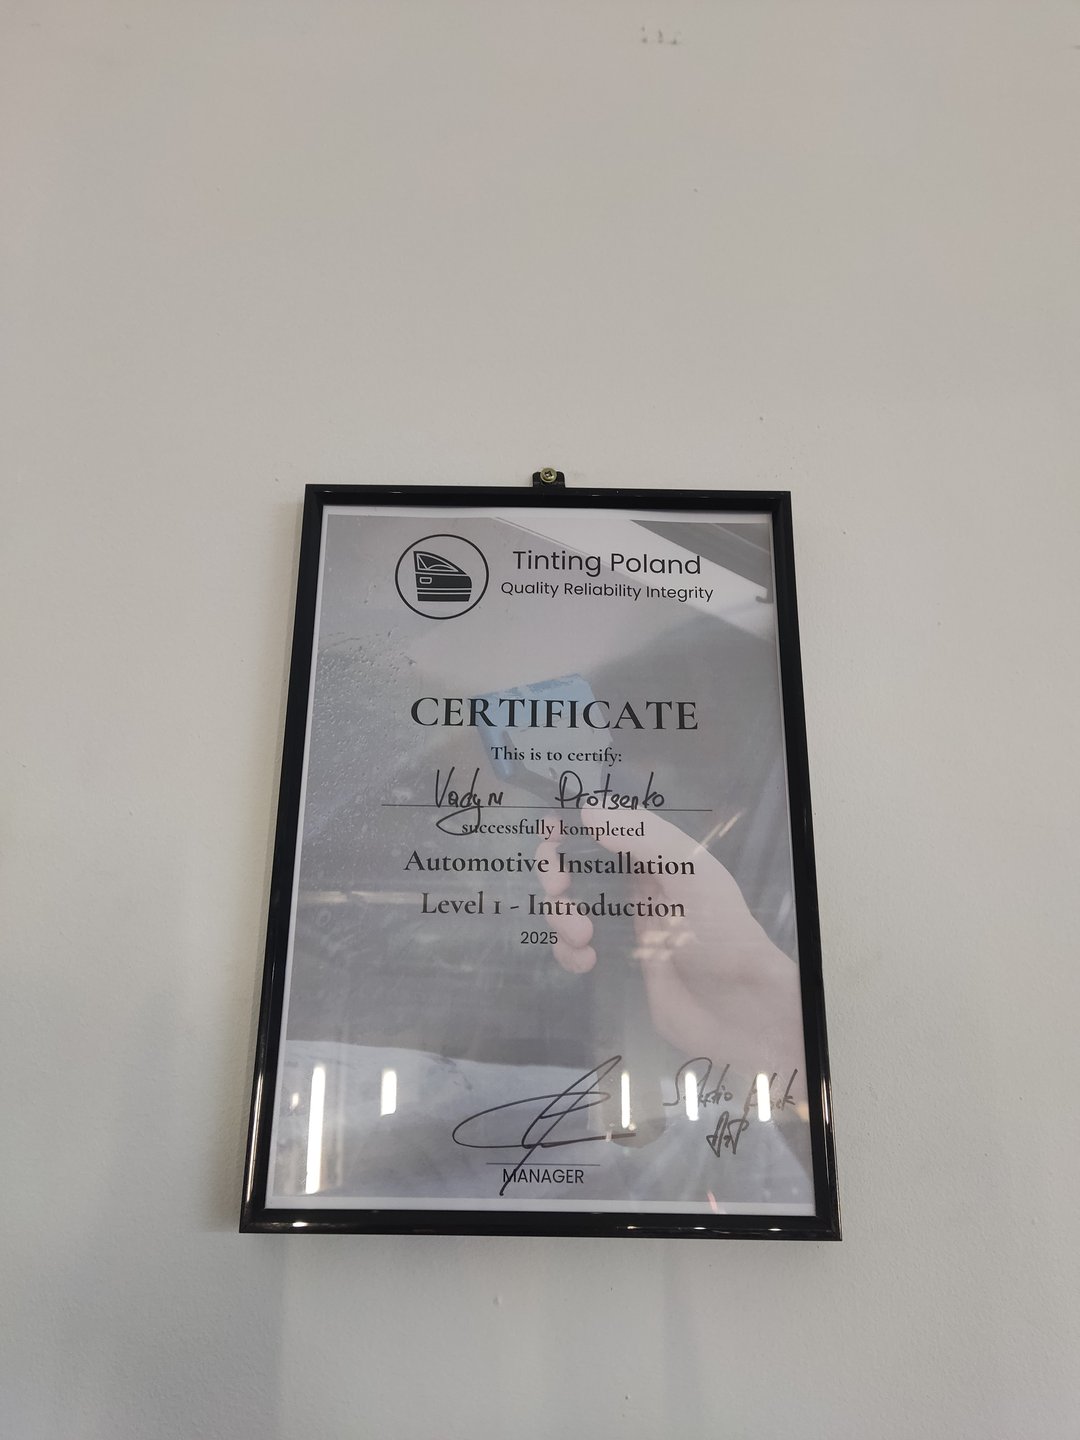 Tinting Poland
Quality Reliability Integrity
CERTIFICATE
This is to certify:
Vadym Protsenko
successfully kompleted
Automotive Installation
Level 1 - Introduction
2025
MANAGER